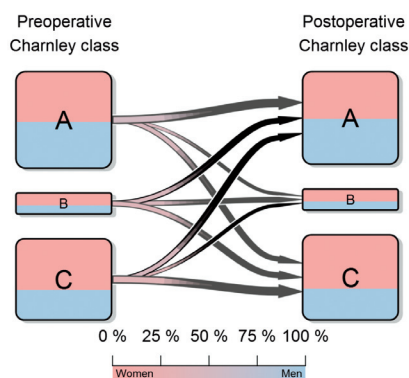 Preoperative
Charnley class
Postoperative
Charnley class
A
A
B
B
C
C
0 % 25 % 50 % 75 % 100 %
Women Men